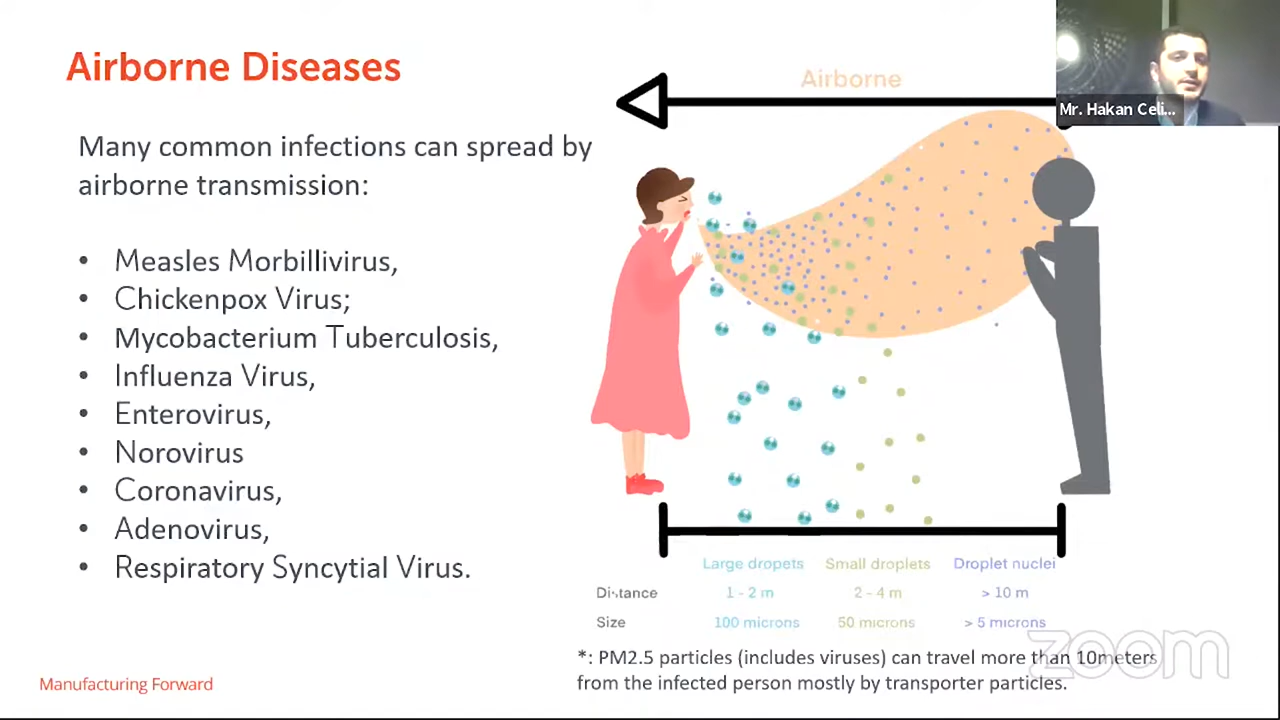 Airborne Diseases
Many common infections can spread by
airborne transmission:
• Measles Morbillivirus,
• Chickenpox Virus;
• Mycobacterium Tuberculosis,
• Influenza Virus,
• Enterovirus,
• Norovirus
• Coronavirus,
• Adenovirus,
• Respiratory Syncytial Virus.
Manufacturing Forward
Airborne
Mr. Hakan Celi...
Large dropets Small droplets Droplet nuclei
Distance 1 - 2 m 2 - 4 m > 10 m
Size 100 microns 50 microns > 5 microns
*: PM2.5 particles (includes viruses) can travel more than 10meters
from the infected person mostly by transporter particles.
zoom